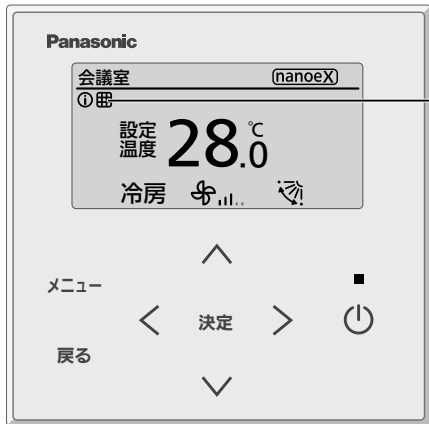 Panasonic
会議室 nanoeX
設定温度 28.0 ℃
冷房
メニュー
決定
戻る